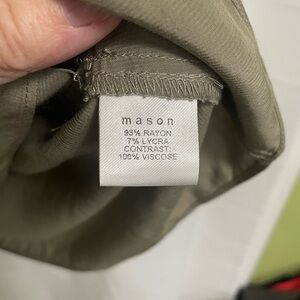 mason
93% RAYON
7% LYCRA
CONTRAST:
100% VISCOSE